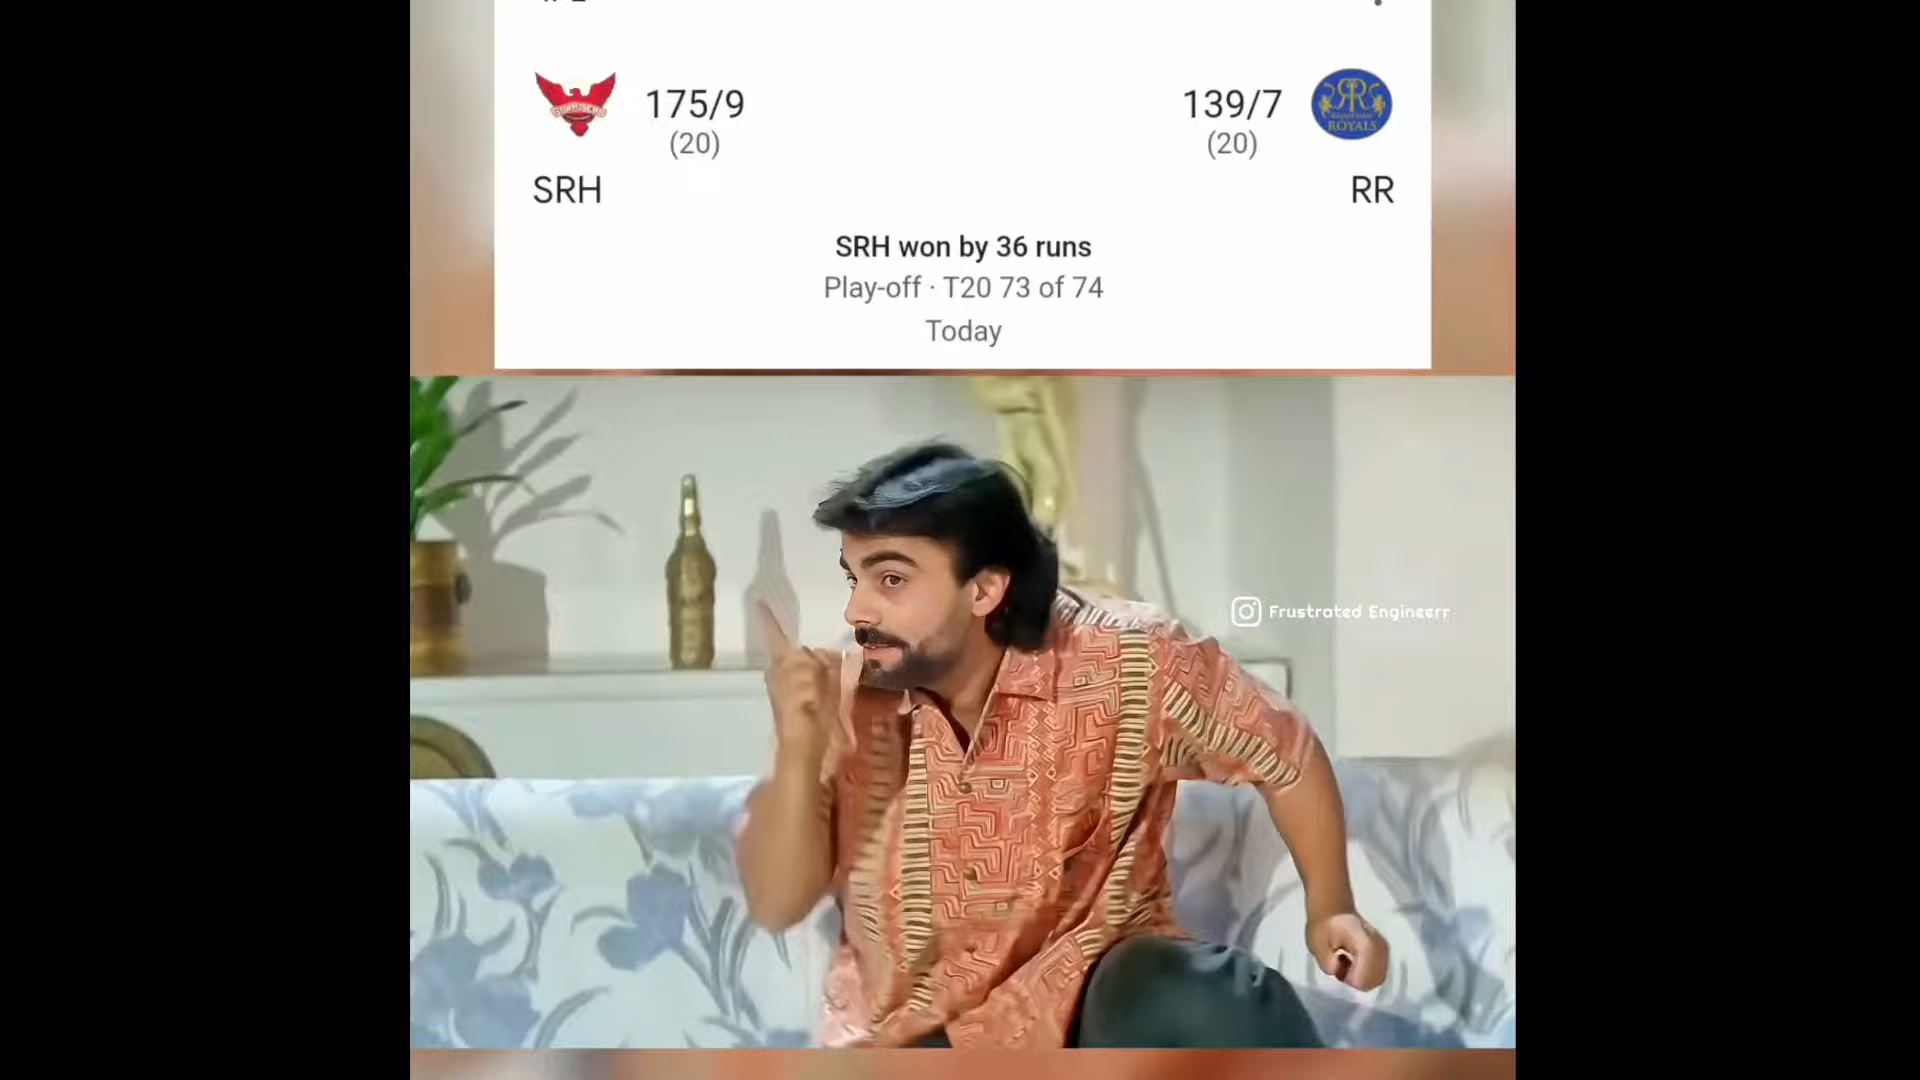 175/9
(20)
SRH
139/7
(20)
RR
ROYALS
SRH won by 36 runs
Play-off · T20 73 of 74
Today
Frustrated Engineerr